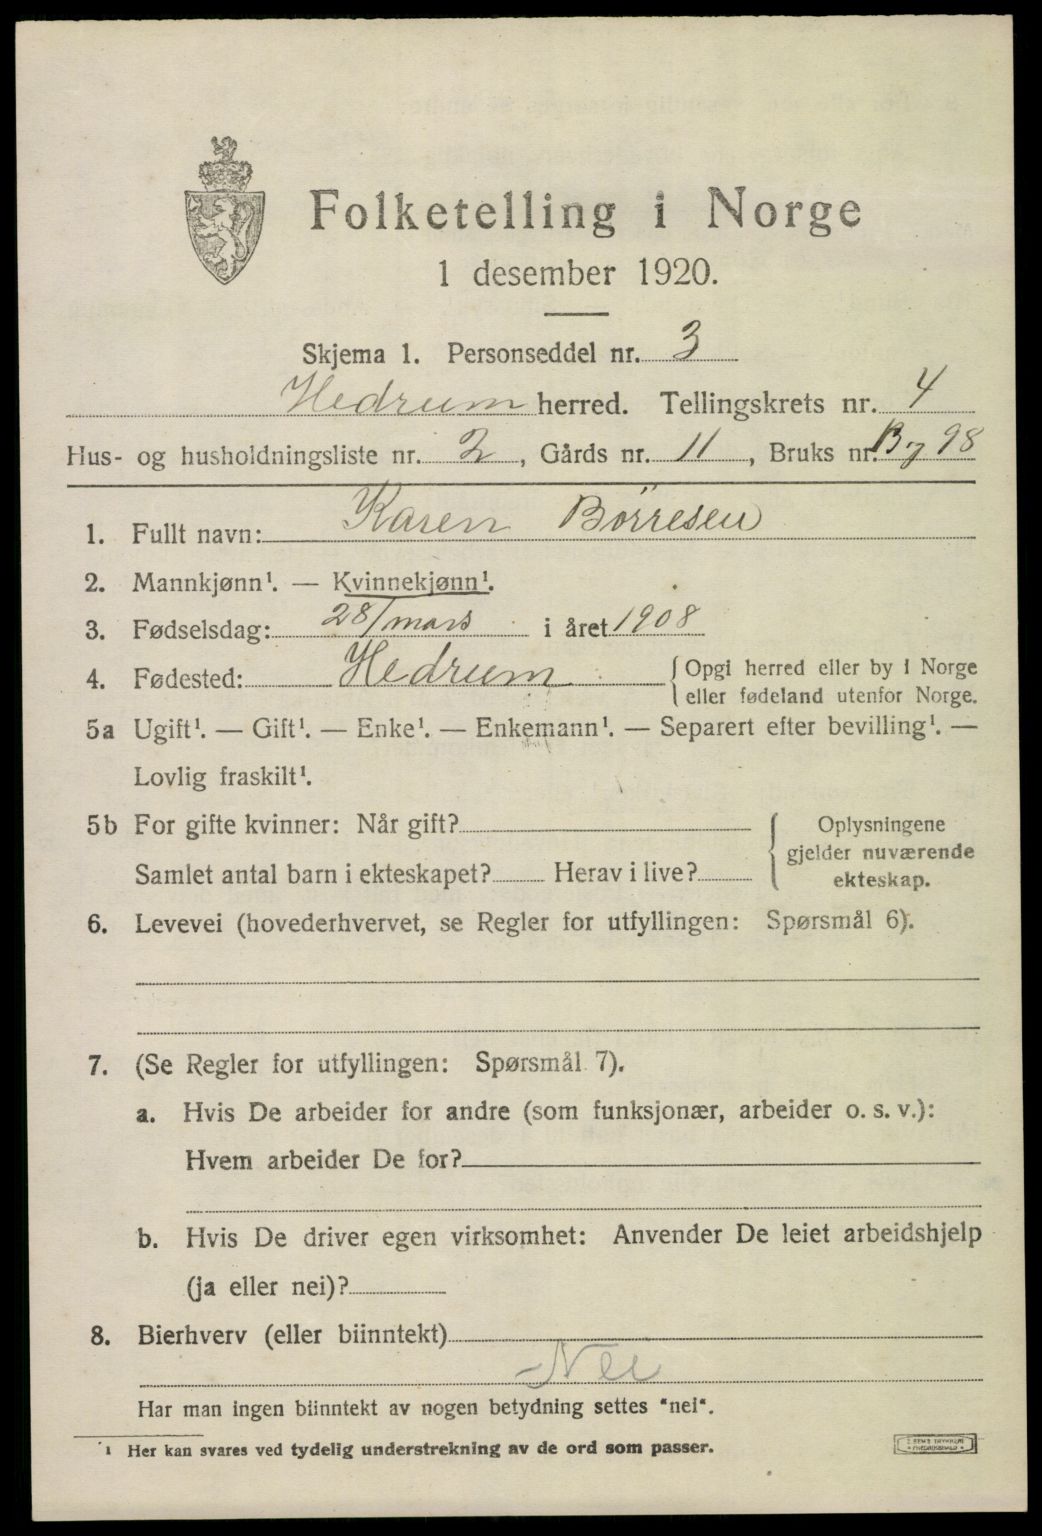 Folketelling i Norge
1 desember 1920.
Skjema 1. Personseddel nr. 3
Hedrum herred. Tellingskrets nr. 4
Hus- og husholdningsliste nr. 2, Gårds nr. 11, Bruks nr. 98
1. Fullt navn: Karen Börresen
2. Mannkjønn¹. — Kvinnekjønn¹.
3. Fødselsdag: 28/mars i året 1908
4. Fødested: Hedrum {Opgi herred eller by i Norge
eller fødeland utenfor Norge.
5a Ugift¹. — Gift¹. — Enke¹. — Enkemann¹. — Separert efter bevilling¹. —
Lovlig fraskilt¹.
5b For gifte kvinner: Når gift?
Samlet antal barn i ekteskapet? Herav i live?
Oplysningene
gjelder nuværende
ekteskap.
6. Levevei (hovederhvervet, se Regler for utfyllingen: Spørsmål 6).
7. (Se Regler for utfyllingen: Spørsmål 7).
a. Hvis De arbeider for andre (som funksjonær, arbeider o. s. v.):
Hvem arbeider De for?
b. Hvis De driver egen virksomhet: Anvender De leiet arbeidshjelp
(ja eller nei)?
8. Bierhverv (eller biinntekt)
Nei
Har man ingen biinntekt av nogen betydning settes "nei".
¹ Her kan svares ved tydelig understrekning av de ord som passer.